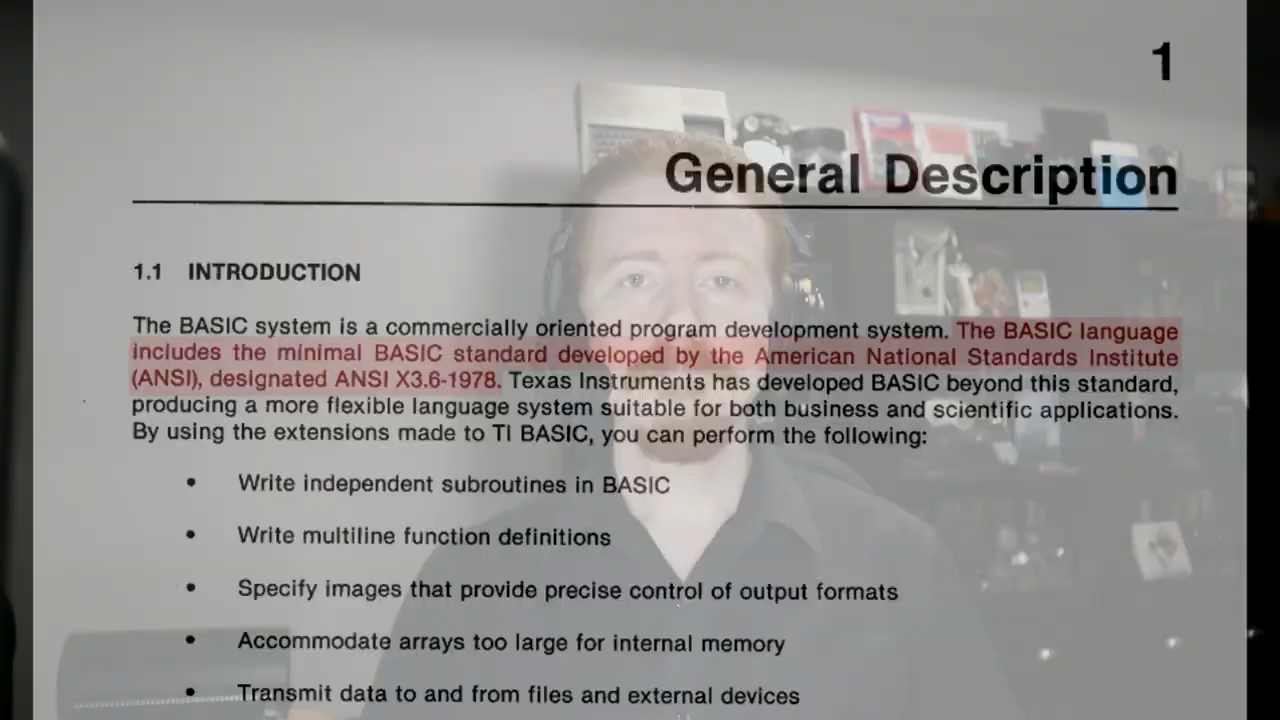 1
General Description
1.1 INTRODUCTION
The BASIC system is a commercially oriented program development system. The BASIC language
includes the minimal BASIC standard developed by the American National Standards Institute
(ANSI), designated ANSI X3.6-1978. Texas Instruments has developed BASIC beyond this standard,
producing a more flexible language system suitable for both business and scientific applications.
By using the extensions made to TI BASIC, you can perform the following:
• Write independent subroutines in BASIC
• Write multiline function definitions
• Specify images that provide precise control of output formats
• Accommodate arrays too large for internal memory
• Transmit data to and from files and external devices